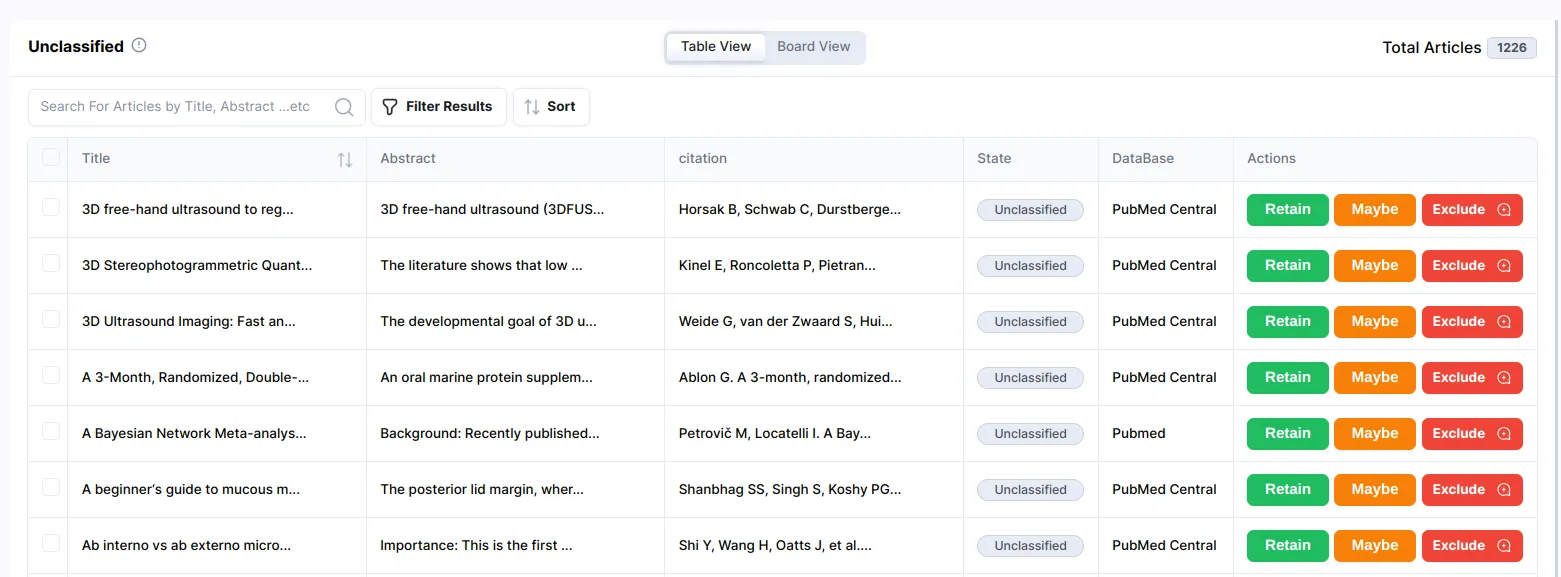 Unclassified
Table View Board View
Total Articles 1226
Search For Articles by Title, Abstract ...etc
Filter Results
Sort
Title Abstract citation State DataBase Actions
3D free-hand ultrasound to reg... 3D free-hand ultrasound (3DFUS... Horsak B, Schwab C, Durstberge... Unclassified PubMed Central Retain Maybe Exclude
3D Stereophotogrammetric Quant... The literature shows that low ... Kinel E, Roncoletta P, Pietran... Unclassified PubMed Central Retain Maybe Exclude
3D Ultrasound Imaging: Fast an... The developmental goal of 3D u... Weide G, van der Zwaard S, Hui... Unclassified PubMed Central Retain Maybe Exclude
A 3-Month, Randomized, Double-... An oral marine protein supplem... Ablon G. A 3-month, randomized... Unclassified PubMed Central Retain Maybe Exclude
A Bayesian Network Meta-analys... Background: Recently published... Petrovič M, Locatelli I. A Bay... Unclassified Pubmed Retain Maybe Exclude
A beginner's guide to mucous m... The posterior lid margin, wher... Shanbhag SS, Singh S, Koshy PG... Unclassified PubMed Central Retain Maybe Exclude
Ab interno vs ab externo micro... Importance: This is the first ... Shi Y, Wang H, Oatts J, et al.... Unclassified PubMed Central Retain Maybe Exclude